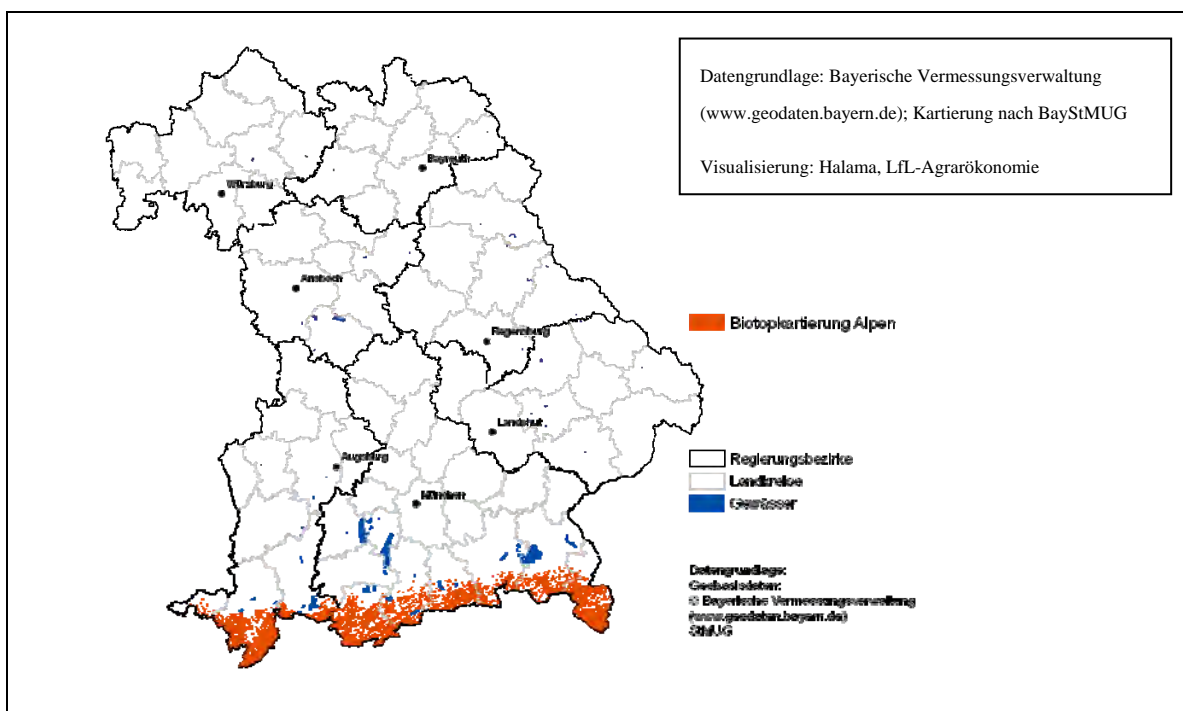 Datengrundlage: Bayerische Vermessungsverwaltung
(www.geodaten.bayern.de); Kartierung nach BayStMUG
Visualisierung: Halama, LfL-Agrarökonomie
Bayreuth
Würzburg
Ansbach
Regensburg
Landshut
Augsburg
München
Biotopkartierung Alpen
Regierungsbezirke
Landkreise
Gewässer
Datengrundlage:
Geobasisdaten:
© Bayerische Vermessungsverwaltung
(www.geodaten.bayern.de)
StMUG